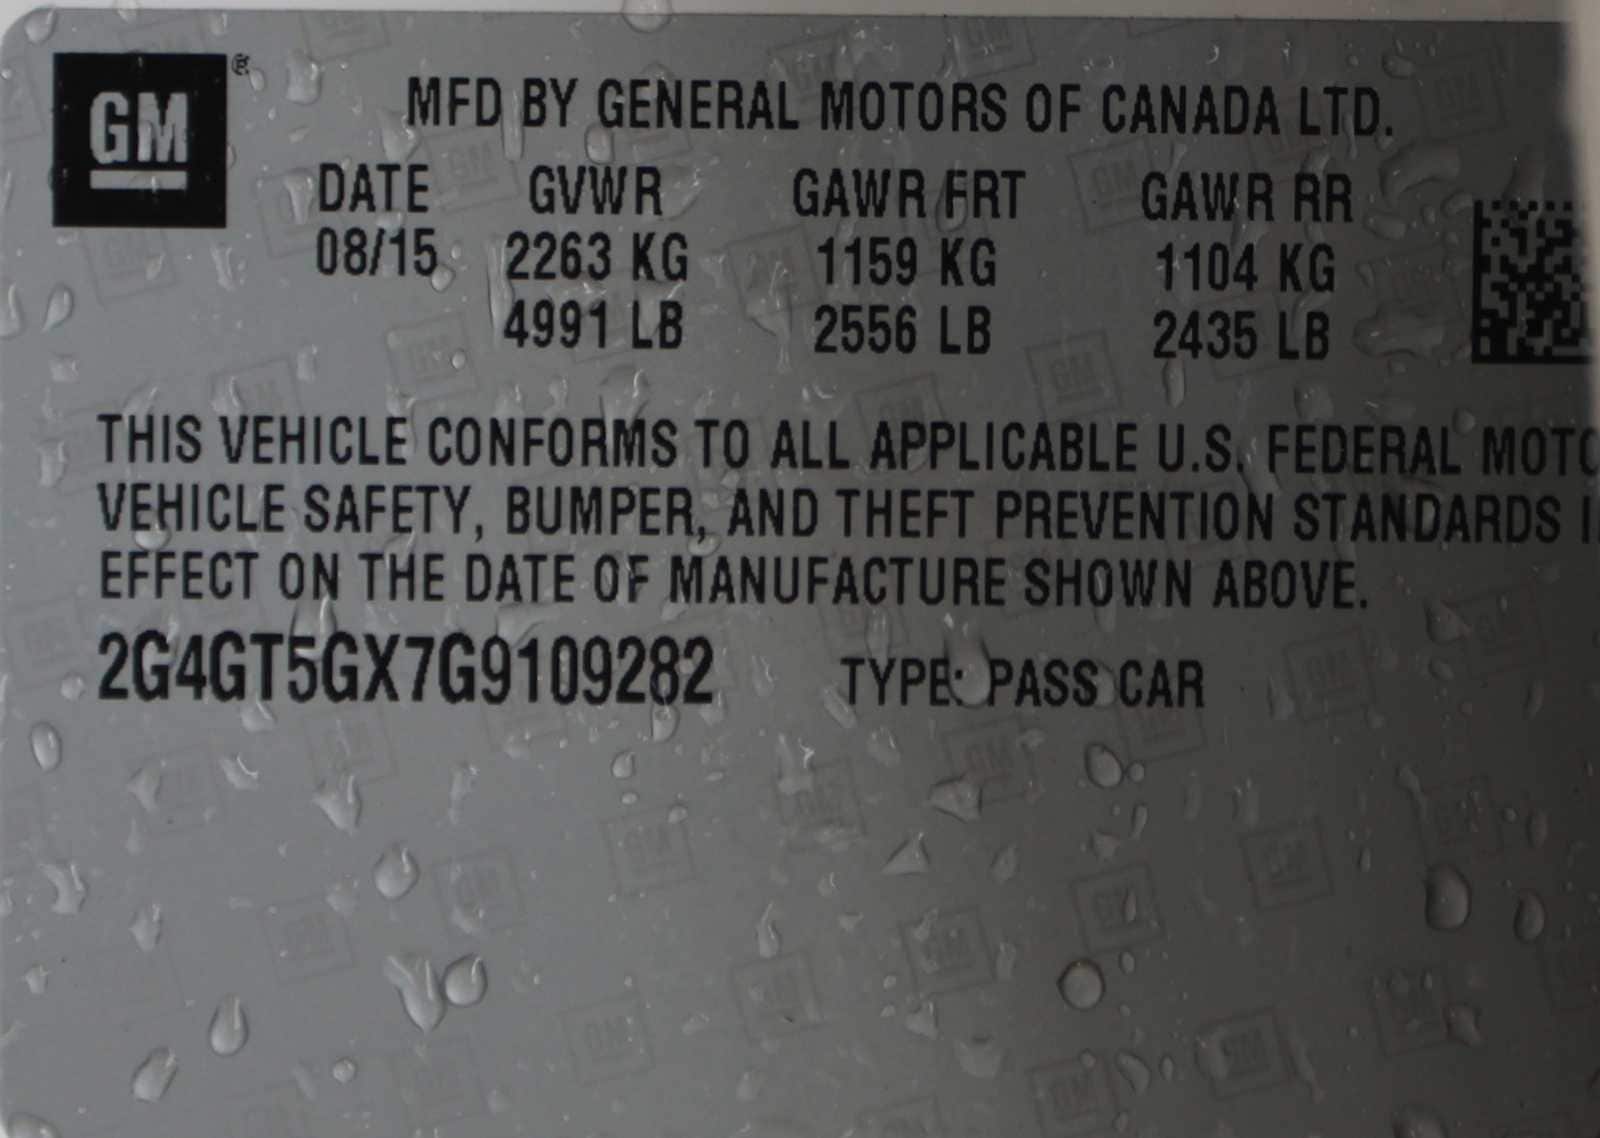 GM®
MFD BY GENERAL MOTORS OF CANADA LTD.
DATE GVWR GAWR FRT GAWR RR
08/15 2263 KG 1159 KG 1104 KG
4991 LB 2556 LB 2435 LB
THIS VEHICLE CONFORMS TO ALL APPLICABLE U.S. FEDERAL
VEHICLE SAFETY, BUMPER, AND THEFT PREVENTION STANDARDS
EFFECT ON THE DATE OF MANUFACTURE SHOWN ABOVE.
2G4GT5GX7G9109282 TYPE: PASS CAR